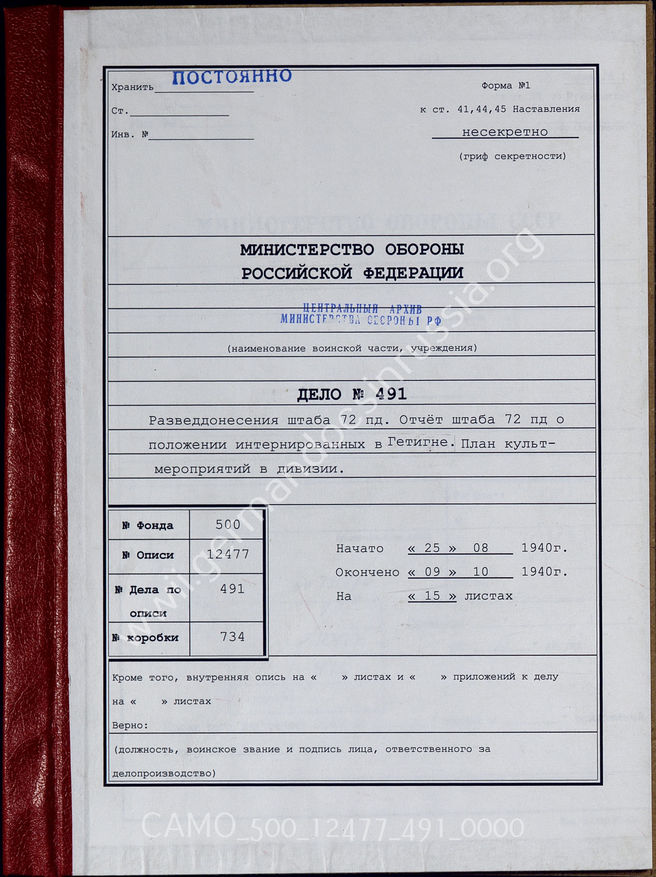 Хранить ПОСТОЯННО
Форма №1
Ст.
к ст. 41,44,45 Наставления
Инв. №
несекретно
(гриф секретности)
МИНИСТЕРСТВО ОБОРОНЫ
РОССИЙСКОЙ ФЕДЕРАЦИИ
ЦЕНТРАЛЬНЫЙ АРХИВ
МИНИСТЕРСТВА ОБОРОНЫ РФ
(наименование воинской части, учреждения)
ДЕЛО № 491
Разведдонесения штаба 72 пд. Отчёт штаба 72 пд о
положении интернированных в Гетигне. План культ-
мероприятий в дивизии.
№ Фонда 500
№ Описи 12477
№ Дела по описи 491
№ коробки 734
Начато « 25 » 08 1940г.
Окончено « 09 » 10 1940г.
На « 15 » листах
Кроме того, внутренняя опись на « » листах и « » приложений к делу
на « » листах
Верно:
(должность, воинское звание и подпись лица, ответственного за
делопроизводство)
www.germandocsinrussia.org
CAMO_500_12477_491_0000